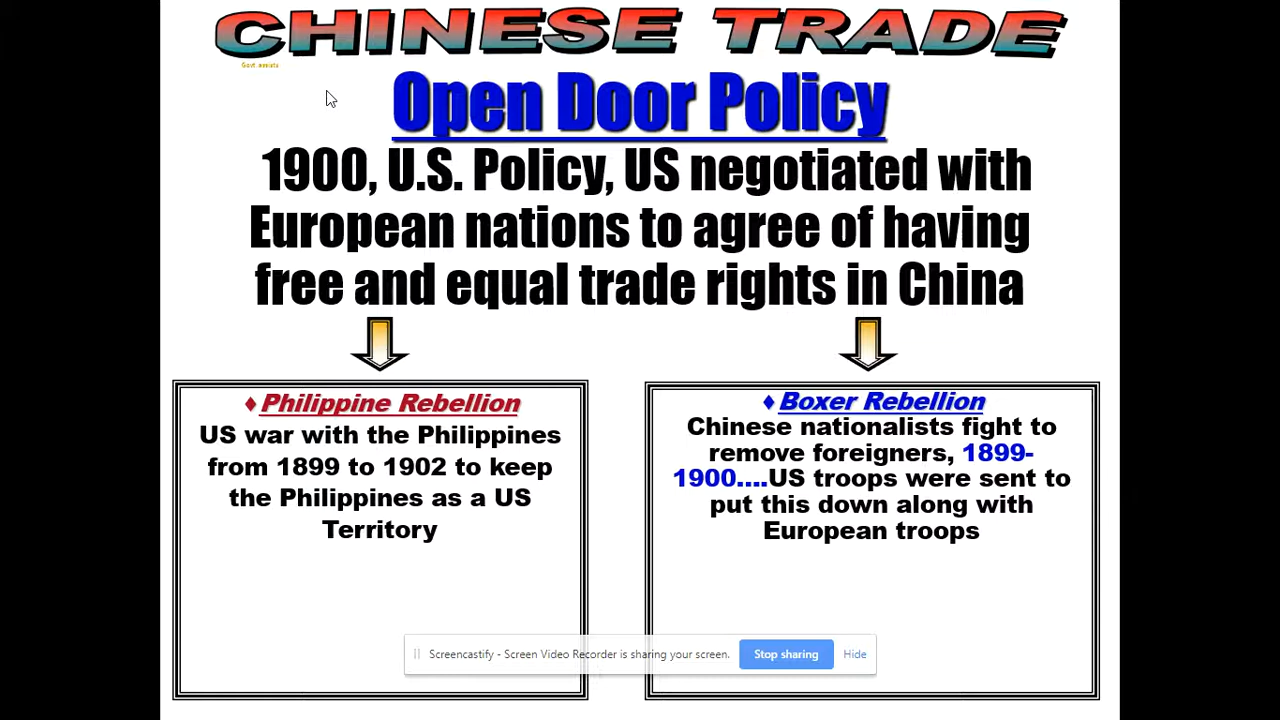 CHINESE TRADE
Open Door Policy
1900, U.S. Policy, US negotiated with
European nations to agree of having
free and equal trade rights in China
♦Philippine Rebellion
US war with the Philippines
from 1899 to 1902 to keep
the Philippines as a US
Territory
♦Boxer Rebellion
Chinese nationalists fight to
remove foreigners, 1899-
1900....US troops were sent to
put this down along with
European troops
Screencastify - Screen Video Recorder is sharing your screen. Stop sharing Hide